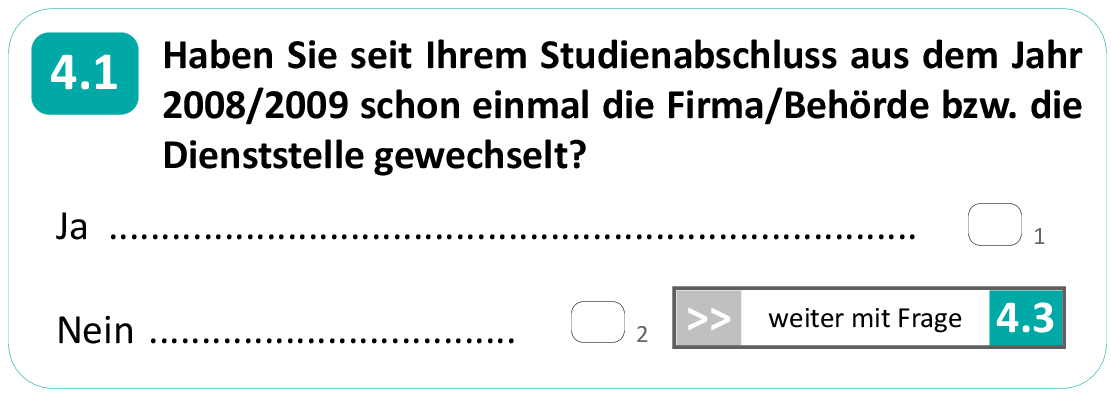 4.1 Haben Sie seit Ihrem Studienabschluss aus dem Jahr
2008/2009 schon einmal die Firma/Behörde bzw. die
Dienststelle gewechselt?
Ja .............................................................................. 1
Nein ................................... 2 >> weiter mit Frage 4.3